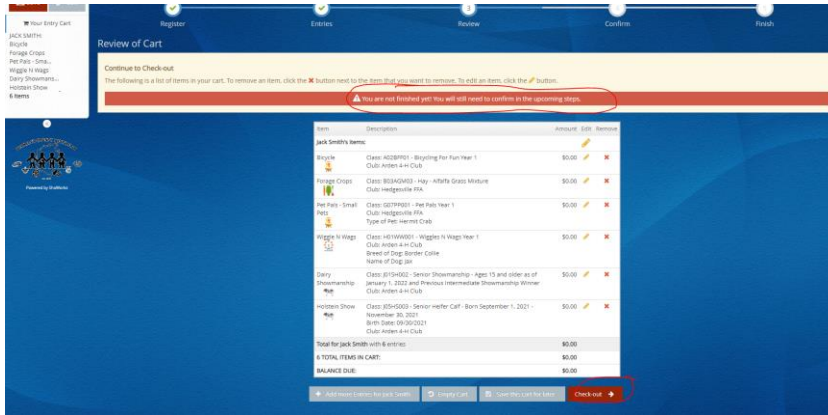 Your Entry Cart
JACK SMITH:
Bicycle
Forage Crops
Pet Pals - Sma...
Wiggle N Wags
Dairy Showmans...
Holstein Show
6 Items
Powered by ShoWorks
Register
Entries
3
Review
Confirm
Finish
Review of Cart
Continue to Check-out
The following is a list of items in your cart. To remove an item, click the ✖ button next to the item that you want to remove. To edit an item, click the button.
You are not finished yet! You will still need to confirm in the upcoming steps.
Item Description Amount Edit Remove
Jack Smith's Items:
Bicycle Class: A02BFF01 - Bicycling For Fun Year 1 $0.00
Club: Arden 4-H Club
Forage Crops Class: B03AGM03 - Hay - Alfalfa Grass Mixture $0.00
Club: Hedgesville FFA
Pet Pals - Small Pets Class: G07PP001 - Pet Pals Year 1 $0.00
Club: Hedgesville FFA
Type of Pet: Hermit Crab
Wiggle N Wags Class: H01WW001 - Wiggles N Wags Year 1 $0.00
Club: Arden 4-H Club
Breed of Dog: Border Collie
Name of Dog: Jax
Dairy Showmanship Class: J01SH002 - Senior Showmanship - Ages 15 and older as of $0.00
January 1, 2022 and Previous Intermediate Showmanship Winner
Club: Arden 4-H Club
Holstein Show Class: J05HS003 - Senior Heifer Calf - Born September 1, 2021 - $0.00
November 30, 2021
Birth Date: 09/30/2021
Club: Arden 4-H Club
Total for Jack Smith with 6 entries $0.00
6 TOTAL ITEMS IN CART: $0.00
BALANCE DUE: $0.00
Add more Entries for Jack Smith
Empty Cart
Save this cart for later
Check-out